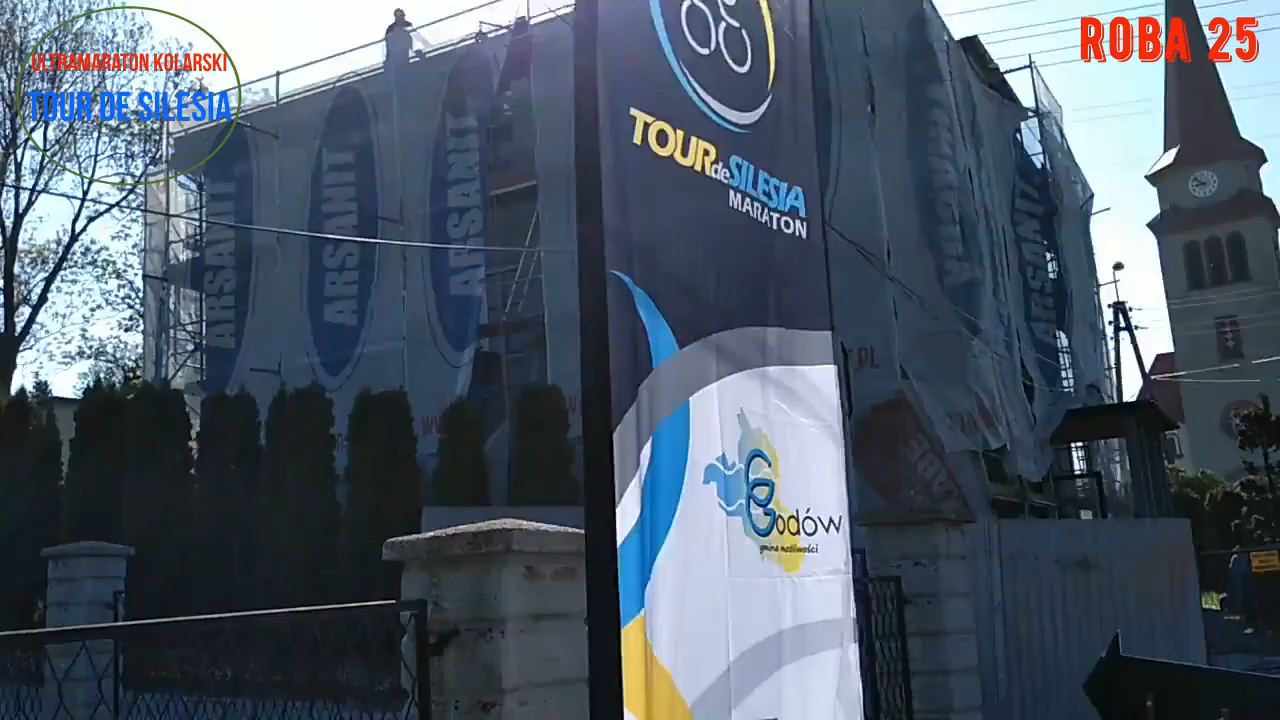 ULTRAMARATON KOLARSKI
TOUR DE SILESIA
ROBA 25
TOUR de SILESIA
MARATON
ARSANIT
ARSANIT
ARSANIT
ARSANIT
Godów
gmina możliwości